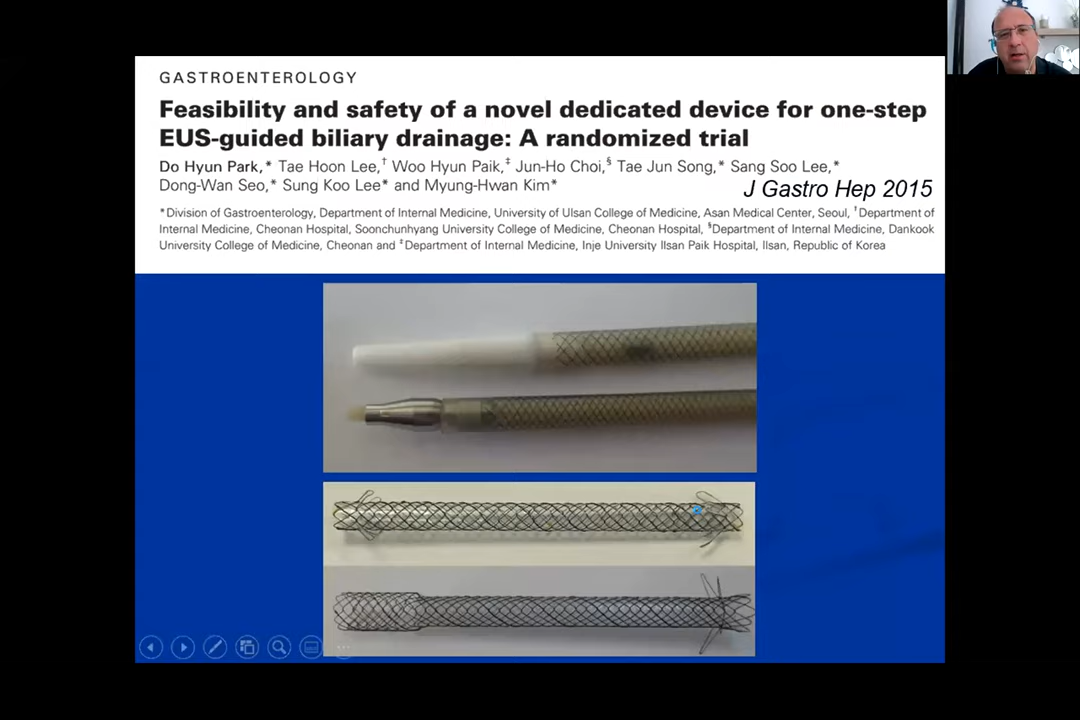 GASTROENTEROLOGY
Feasibility and safety of a novel dedicated device for one-step
EUS-guided biliary drainage: A randomized trial
Do Hyun Park,* Tae Hoon Lee,† Woo Hyun Paik,‡ Jun-Ho Choi,§ Tae Jun Song,* Sang Soo Lee,*
Dong-Wan Seo,* Sung Koo Lee* and Myung-Hwan Kim*
J Gastro Hep 2015
*Division of Gastroenterology, Department of Internal Medicine, University of Ulsan College of Medicine, Asan Medical Center, Seoul, †Department of
Internal Medicine, Cheonan Hospital, Soonchunhyang University College of Medicine, Cheonan Hospital, §Department of Internal Medicine, Dankook
University College of Medicine, Cheonan and ‡Department of Internal Medicine, Inje University Ilsan Paik Hospital, Ilsan, Republic of Korea